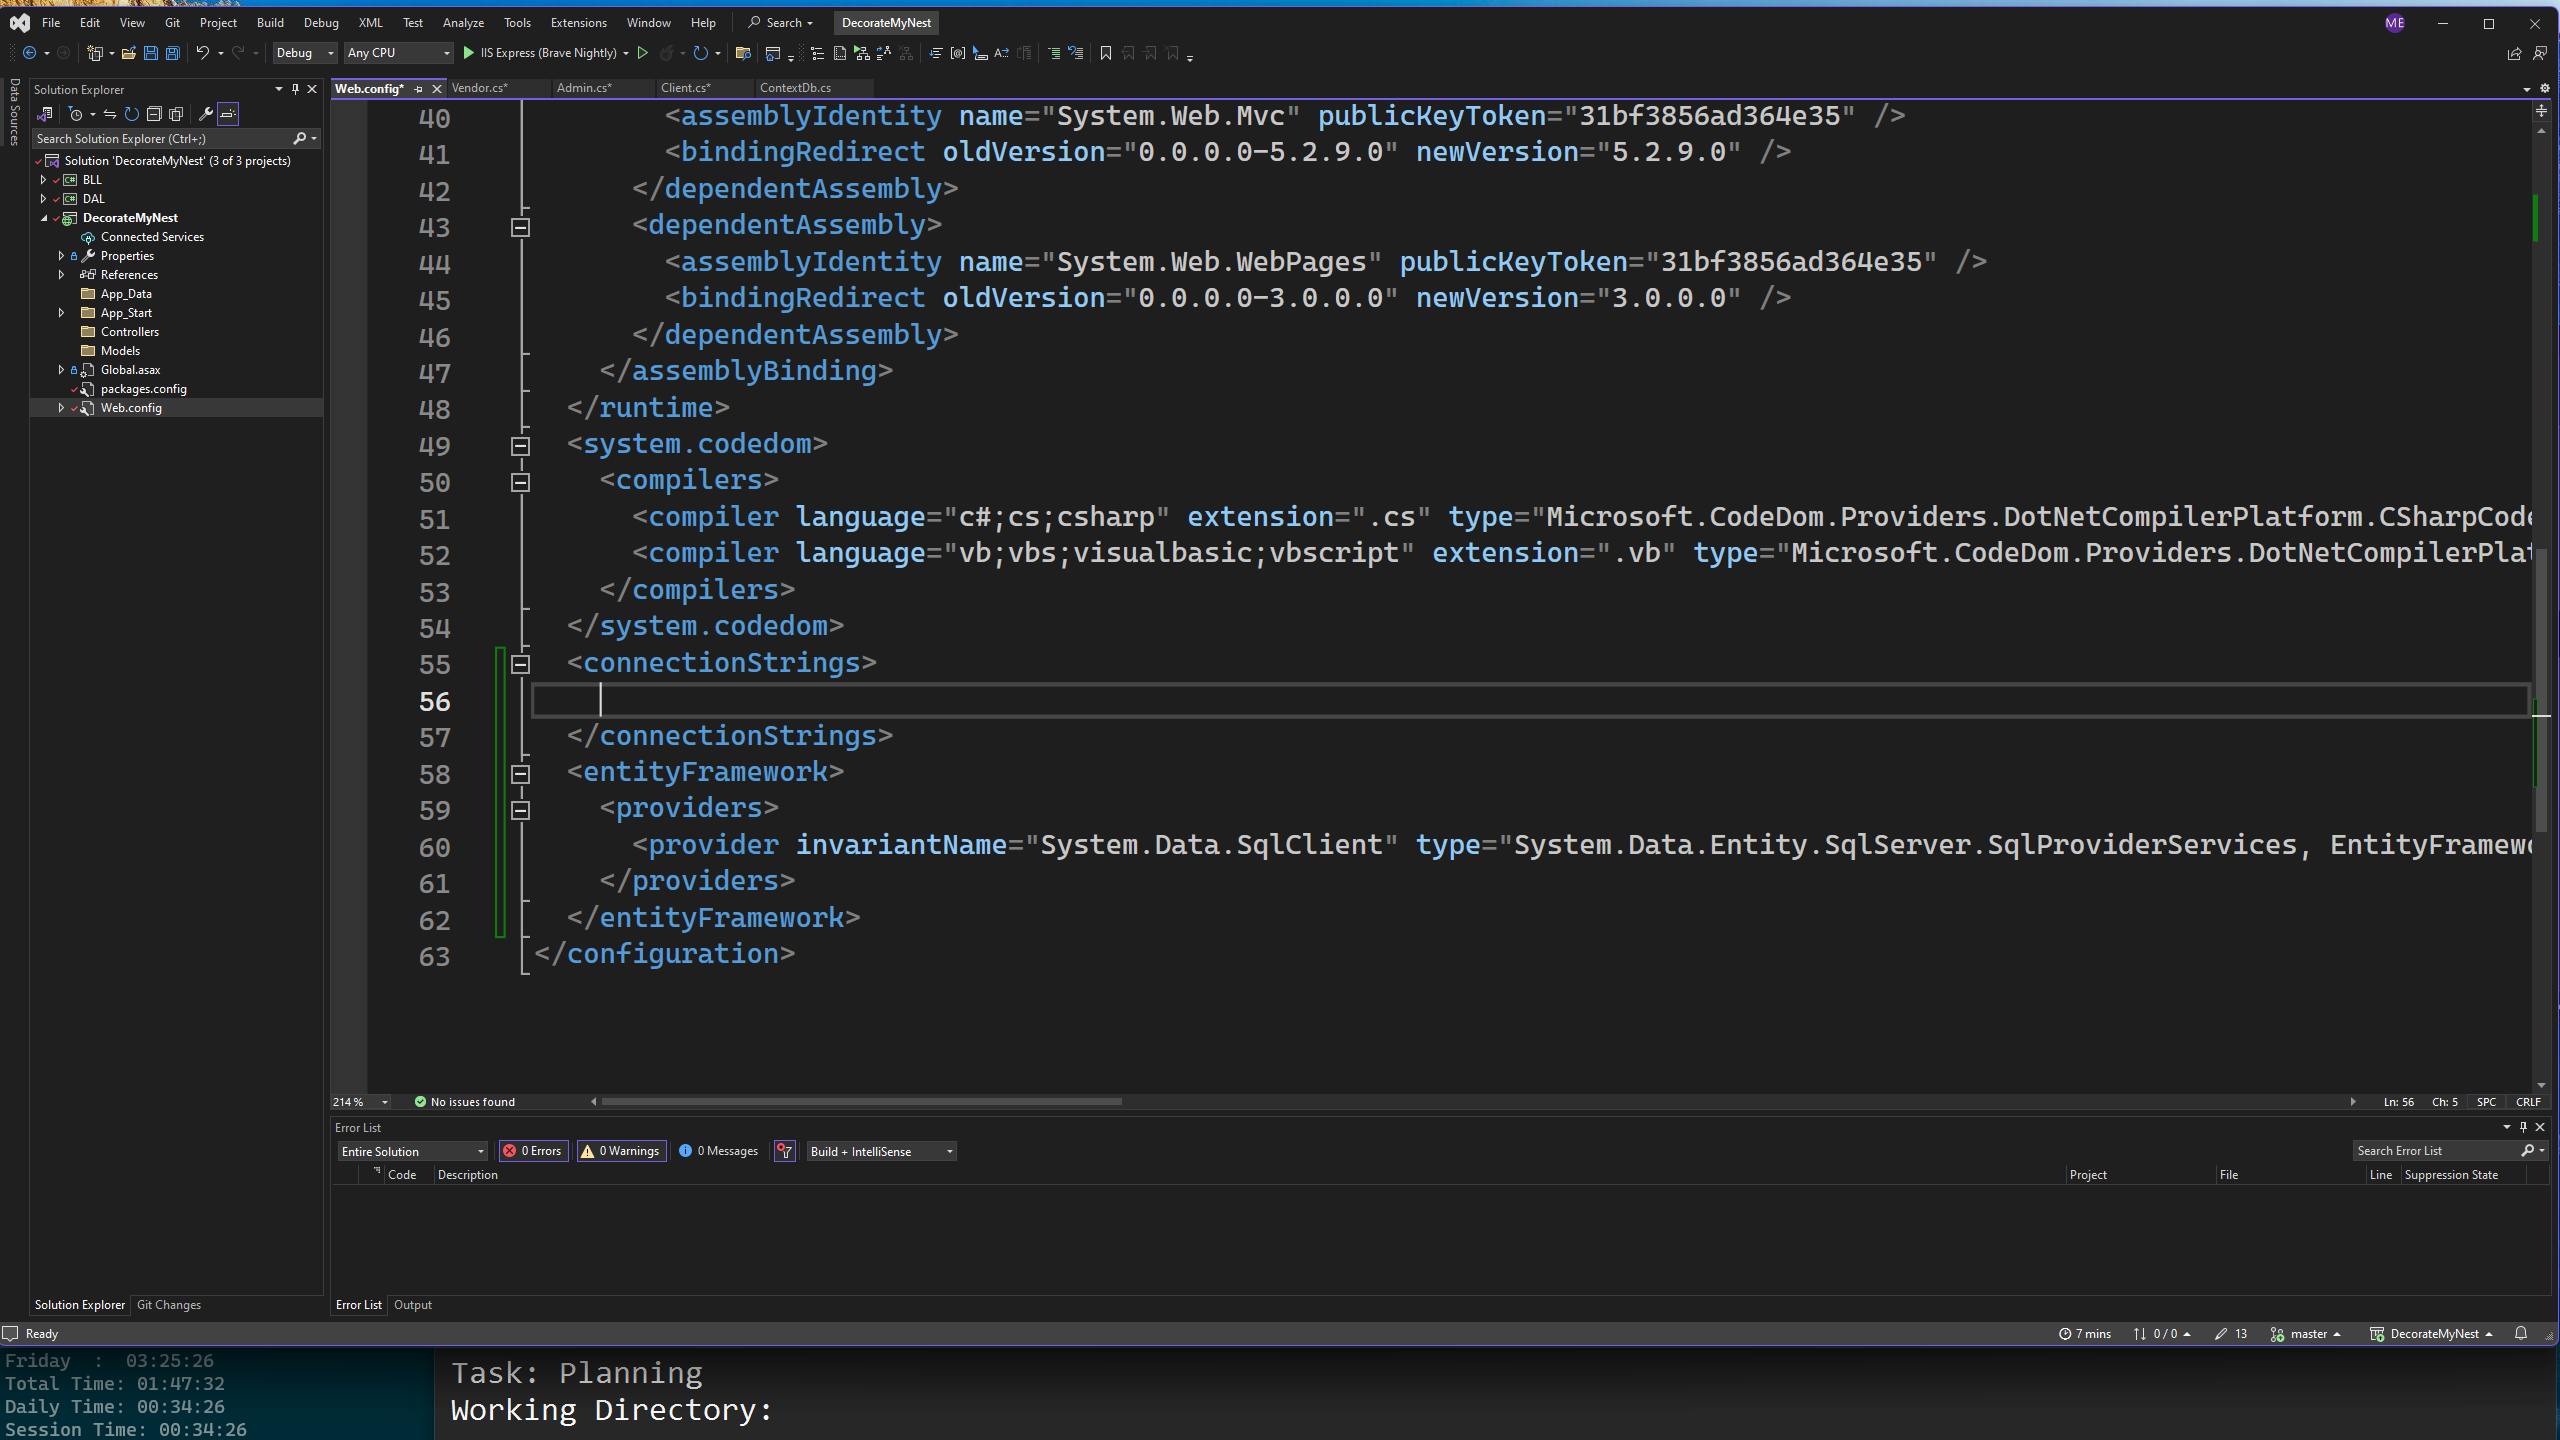 File Edit View Git Project Build Debug XML Test Analyze Tools Extensions Window Help Search DecorateMyNest ME
Debug Any CPU IIS Express (Brave Nightly)
Data Sources
Solution Explorer
Search Solution Explorer (Ctrl+;)
Solution 'DecorateMyNest' (3 of 3 projects)
BLL
DAL
DecorateMyNest
Connected Services
Properties
References
App_Data
App_Start
Controllers
Models
Global.asax
packages.config
Web.config
Solution Explorer Git Changes
Web.config* Vendor.cs* Admin.cs* Client.cs* ContextDb.cs
40 <assemblyIdentity name="System.Web.Mvc" publicKeyToken="31bf3856ad364e35" />
41 <bindingRedirect oldVersion="0.0.0.0-5.2.9.0" newVersion="5.2.9.0" />
42 </dependentAssembly>
43 <dependentAssembly>
44 <assemblyIdentity name="System.Web.WebPages" publicKeyToken="31bf3856ad364e35" />
45 <bindingRedirect oldVersion="0.0.0.0-3.0.0.0" newVersion="3.0.0.0" />
46 </dependentAssembly>
47 </assemblyBinding>
48 </runtime>
49 <system.codedom>
50 <compilers>
51 <compiler language="c#;cs;csharp" extension=".cs" type="Microsoft.CodeDom.Providers.DotNetCompilerPlatform.CSharpCode
52 <compiler language="vb;vbs;visualbasic;vbscript" extension=".vb" type="Microsoft.CodeDom.Providers.DotNetCompilerPlat
53 </compilers>
54 </system.codedom>
55 <connectionStrings>
56
57 </connectionStrings>
58 <entityFramework>
59 <providers>
60 <provider invariantName="System.Data.SqlClient" type="System.Data.Entity.SqlServer.SqlProviderServices, EntityFramewo
61 </providers>
62 </entityFramework>
63 </configuration>
214 % No issues found Ln: 56 Ch: 5 SPC CRLF
Error List
Entire Solution 0 Errors 0 Warnings 0 Messages Build + IntelliSense Search Error List
Code Description Project File Line Suppression State
Error List Output
Ready 7 mins 0 / 0 13 master DecorateMyNest
Friday : 03:25:26
Total Time: 01:47:32
Daily Time: 00:34:26
Session Time: 00:34:26
Task: Planning
Working Directory: